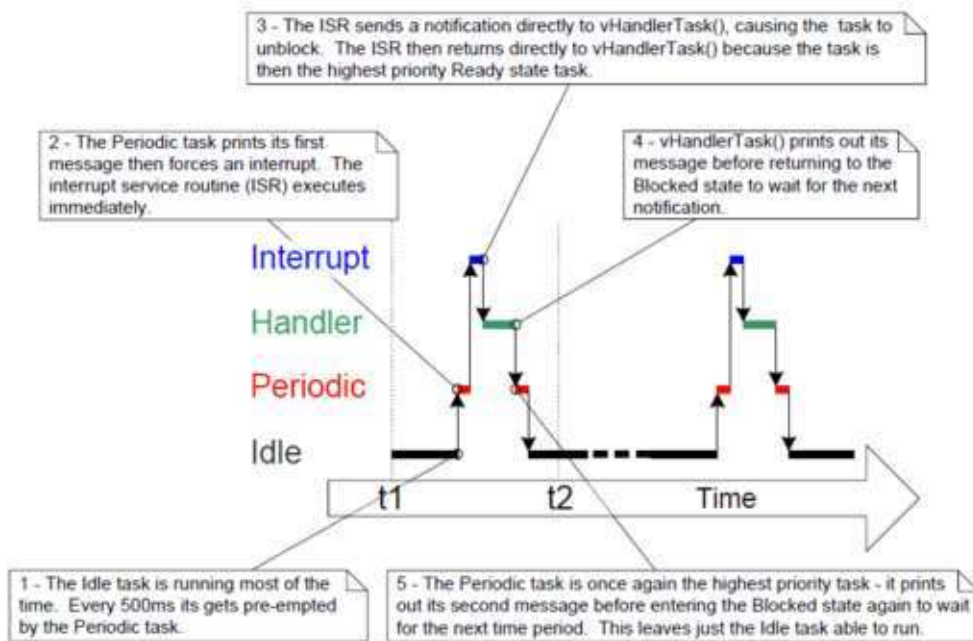 3 - The ISR sends a notification directly to vHandlerTask(), causing the task to
unblock. The ISR then returns directly to vHandlerTask() because the task is
then the highest priority Ready state task.
2 - The Periodic task prints its first
message then forces an interrupt. The
interrupt service routine (ISR) executes
immediately.
4 - vHandlerTask() prints out its
message before returning to the
Blocked state to wait for the next
notification.
Interrupt
Handler
Periodic
Idle
t1
t2
Time
1 - The Idle task is running most of the
time. Every 500ms its gets pre-empted
by the Periodic task.
5 - The Periodic task is once again the highest priority task - it prints
out its second message before entering the Blocked state again to wait
for the next time period. This leaves just the Idle task able to run.